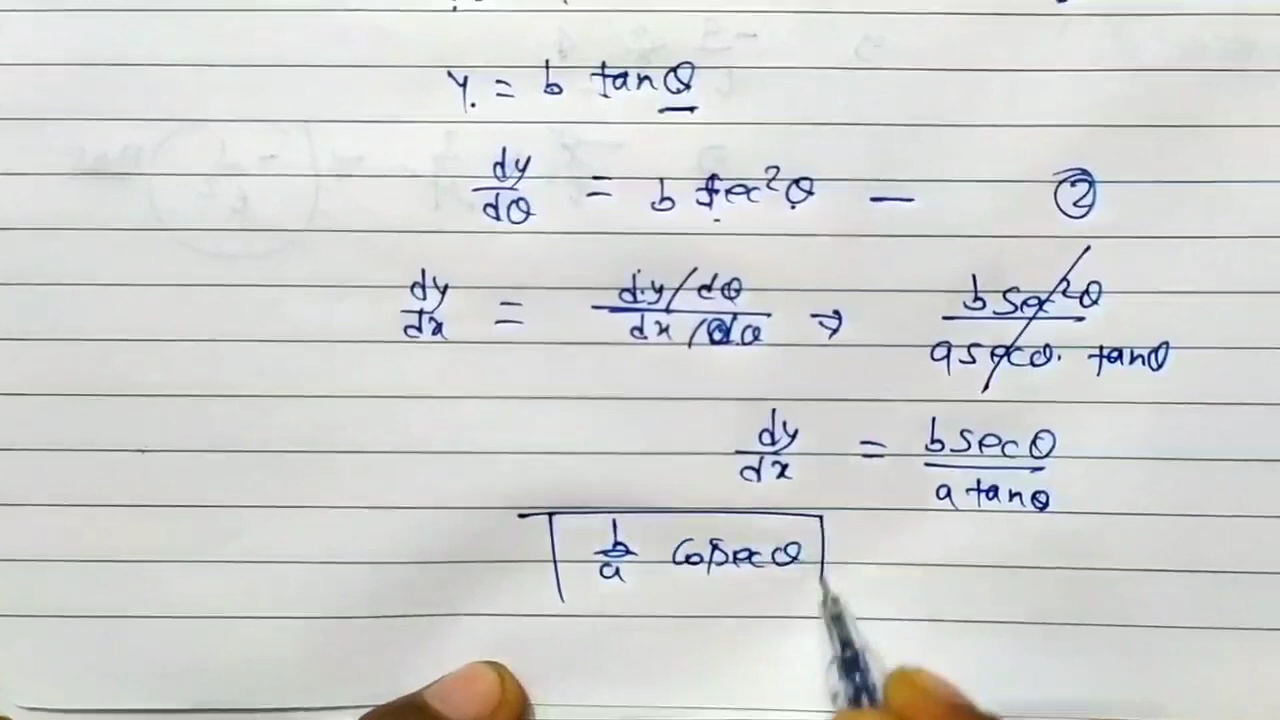 y. = b tanθ
dy/dθ = b sec²θ — ②
dy/dx = dy/dθ / dx/dθ ⇒ b sec²θ / a secθ. tanθ
dy/dx = b secθ / a tanθ
b/a Cosecθ